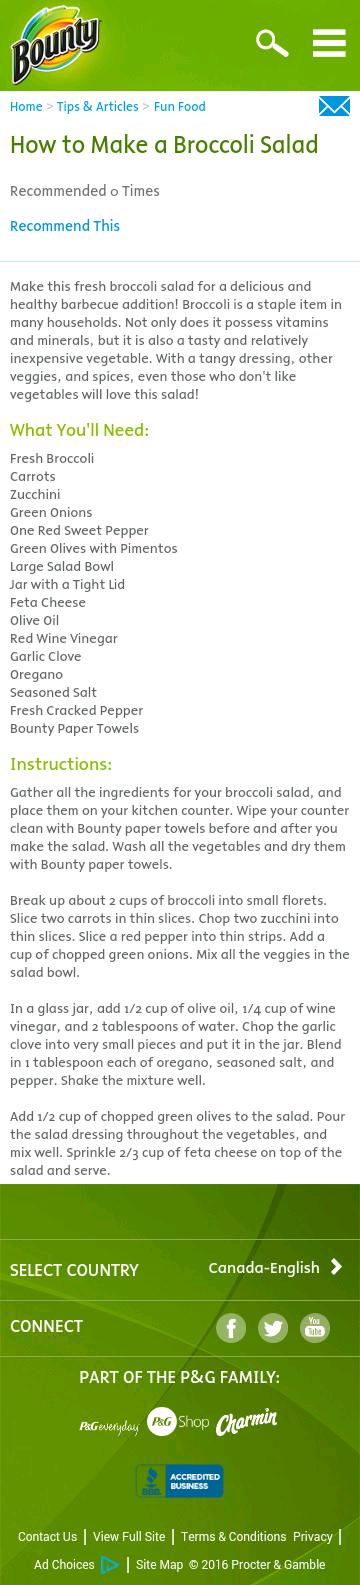 Bounty
Home > Tips & Articles > Fun Food
How to Make a Broccoli Salad
Recommended 0 Times
Recommend This
Make this fresh broccoli salad for a delicious and
healthy barbecue addition! Broccoli is a staple item in
many households. Not only does it possess vitamins
and minerals, but it is also a tasty and relatively
inexpensive vegetable. With a tangy dressing, other
veggies, and spices, even those who don't like
vegetables will love this salad!
What You'll Need:
Fresh Broccoli
Carrots
Zucchini
Green Onions
One Red Sweet Pepper
Green Olives with Pimentos
Large Salad Bowl
Jar with a Tight Lid
Feta Cheese
Olive Oil
Red Wine Vinegar
Garlic Clove
Oregano
Seasoned Salt
Fresh Cracked Pepper
Bounty Paper Towels
Instructions:
Gather all the ingredients for your broccoli salad, and
place them on your kitchen counter. Wipe your counter
clean with Bounty paper towels before and after you
make the salad. Wash all the vegetables and dry them
with Bounty paper towels.
Break up about 2 cups of broccoli into small florets.
Slice two carrots in thin slices. Chop two zucchini into
thin slices. Slice a red pepper into thin strips. Add a
cup of chopped green onions. Mix all the veggies in the
salad bowl.
In a glass jar, add 1/2 cup of olive oil, 1/4 cup of wine
vinegar, and 2 tablespoons of water. Chop the garlic
clove into very small pieces and put it in the jar. Blend
in 1 tablespoon each of oregano, seasoned salt, and
pepper. Shake the mixture well.
Add 1/2 cup of chopped green olives to the salad. Pour
the salad dressing throughout the vegetables, and
mix well. Sprinkle 2/3 cup of feta cheese on top of the
salad and serve.
SELECT COUNTRY Canada-English
CONNECT f You Tube
PART OF THE P&G FAMILY:
P&G everyday P&G Shop Charmin
BBB. ACCREDITED BUSINESS
Contact Us | View Full Site | Terms & Conditions Privacy |
Ad Choices | Site Map © 2016 Procter & Gamble